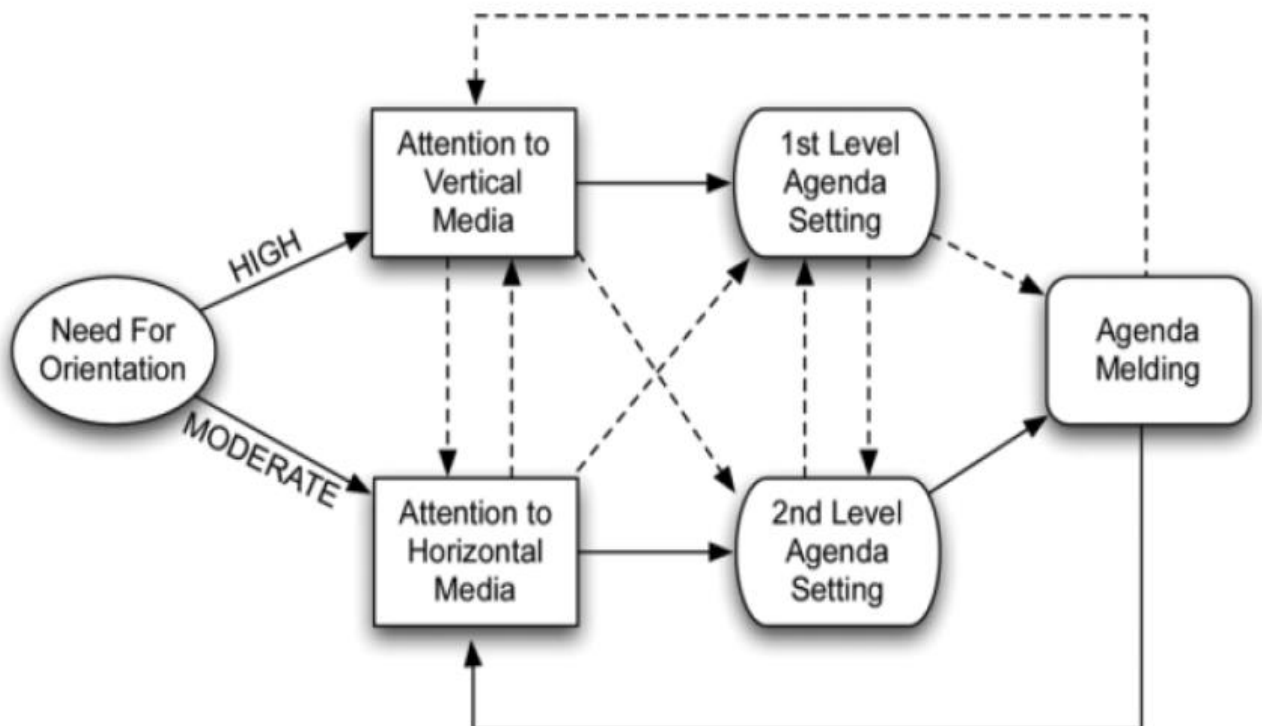 Attention to
Vertical
Media
1st Level
Agenda
Setting
HIGH
Need For
Orientation
Agenda
Melding
MODERATE
Attention to
Horizontal
Media
2nd Level
Agenda
Setting